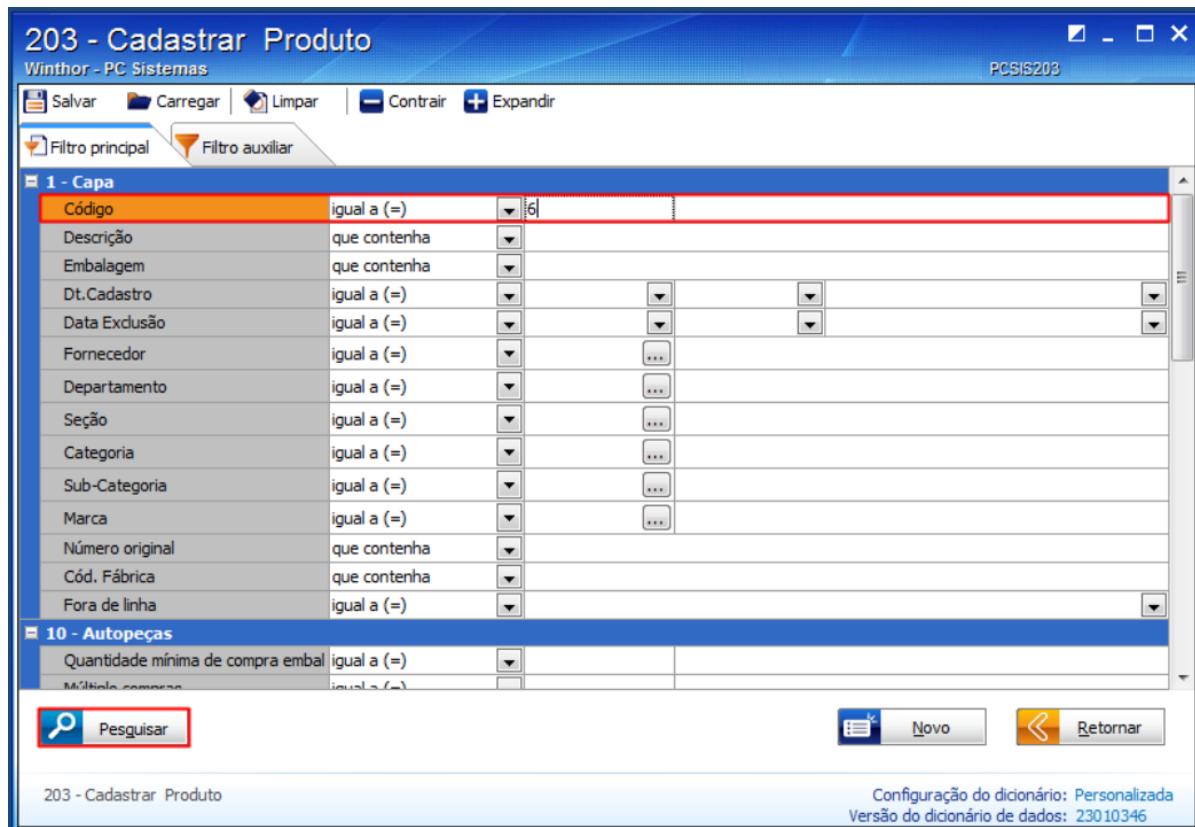 203 - Cadastrar Produto
Winthor - PC Sistemas PCSIS203
Salvar Carregar Limpar Contrair Expandir
Filtro principal Filtro auxiliar
1 - Capa
Código igual a (=) 6
Descrição que contenha
Embalagem que contenha
Dt.Cadastro igual a (=)
Data Exclusão igual a (=)
Fornecedor igual a (=) ...
Departamento igual a (=) ...
Seção igual a (=) ...
Categoria igual a (=) ...
Sub-Categoria igual a (=) ...
Marca igual a (=) ...
Número original que contenha
Cód. Fábrica que contenha
Fora de linha igual a (=)
10 - Autopeças
Quantidade mínima de compra embal igual a (=)
Múltiplo compras igual a (=)
Pesquisar Novo Retornar
203 - Cadastrar Produto Configuração do dicionário: Personalizada
Versão do dicionário de dados: 23010346